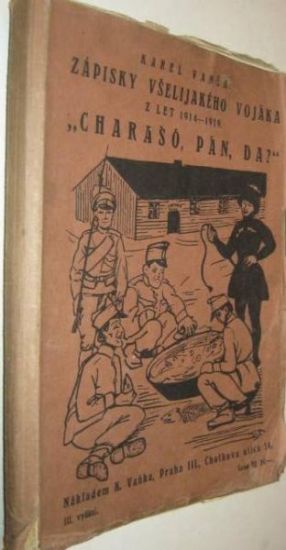 KAREL VANĚK:
ZÁPISKY VŠELIJAKÉHO VOJÁKA
Z LET 1914—1919.
„CHARAŠÓ, PÁN, DA?"
Nákladem K. Vaňka, Praha III., Chotkova ulice 14.
III. vydání.